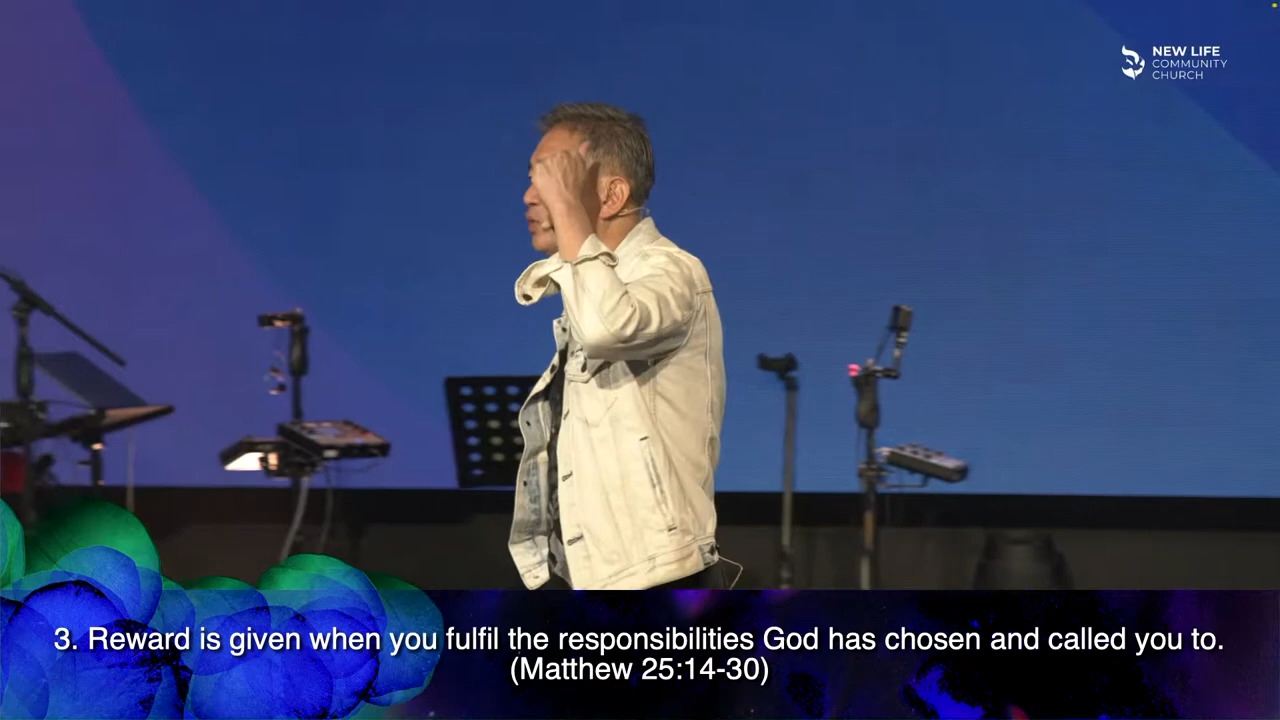 NEW LIFE
COMMUNITY
CHURCH
3. Reward is given when you fulfil the responsibilities God has chosen and called you to.
(Matthew 25:14-30)